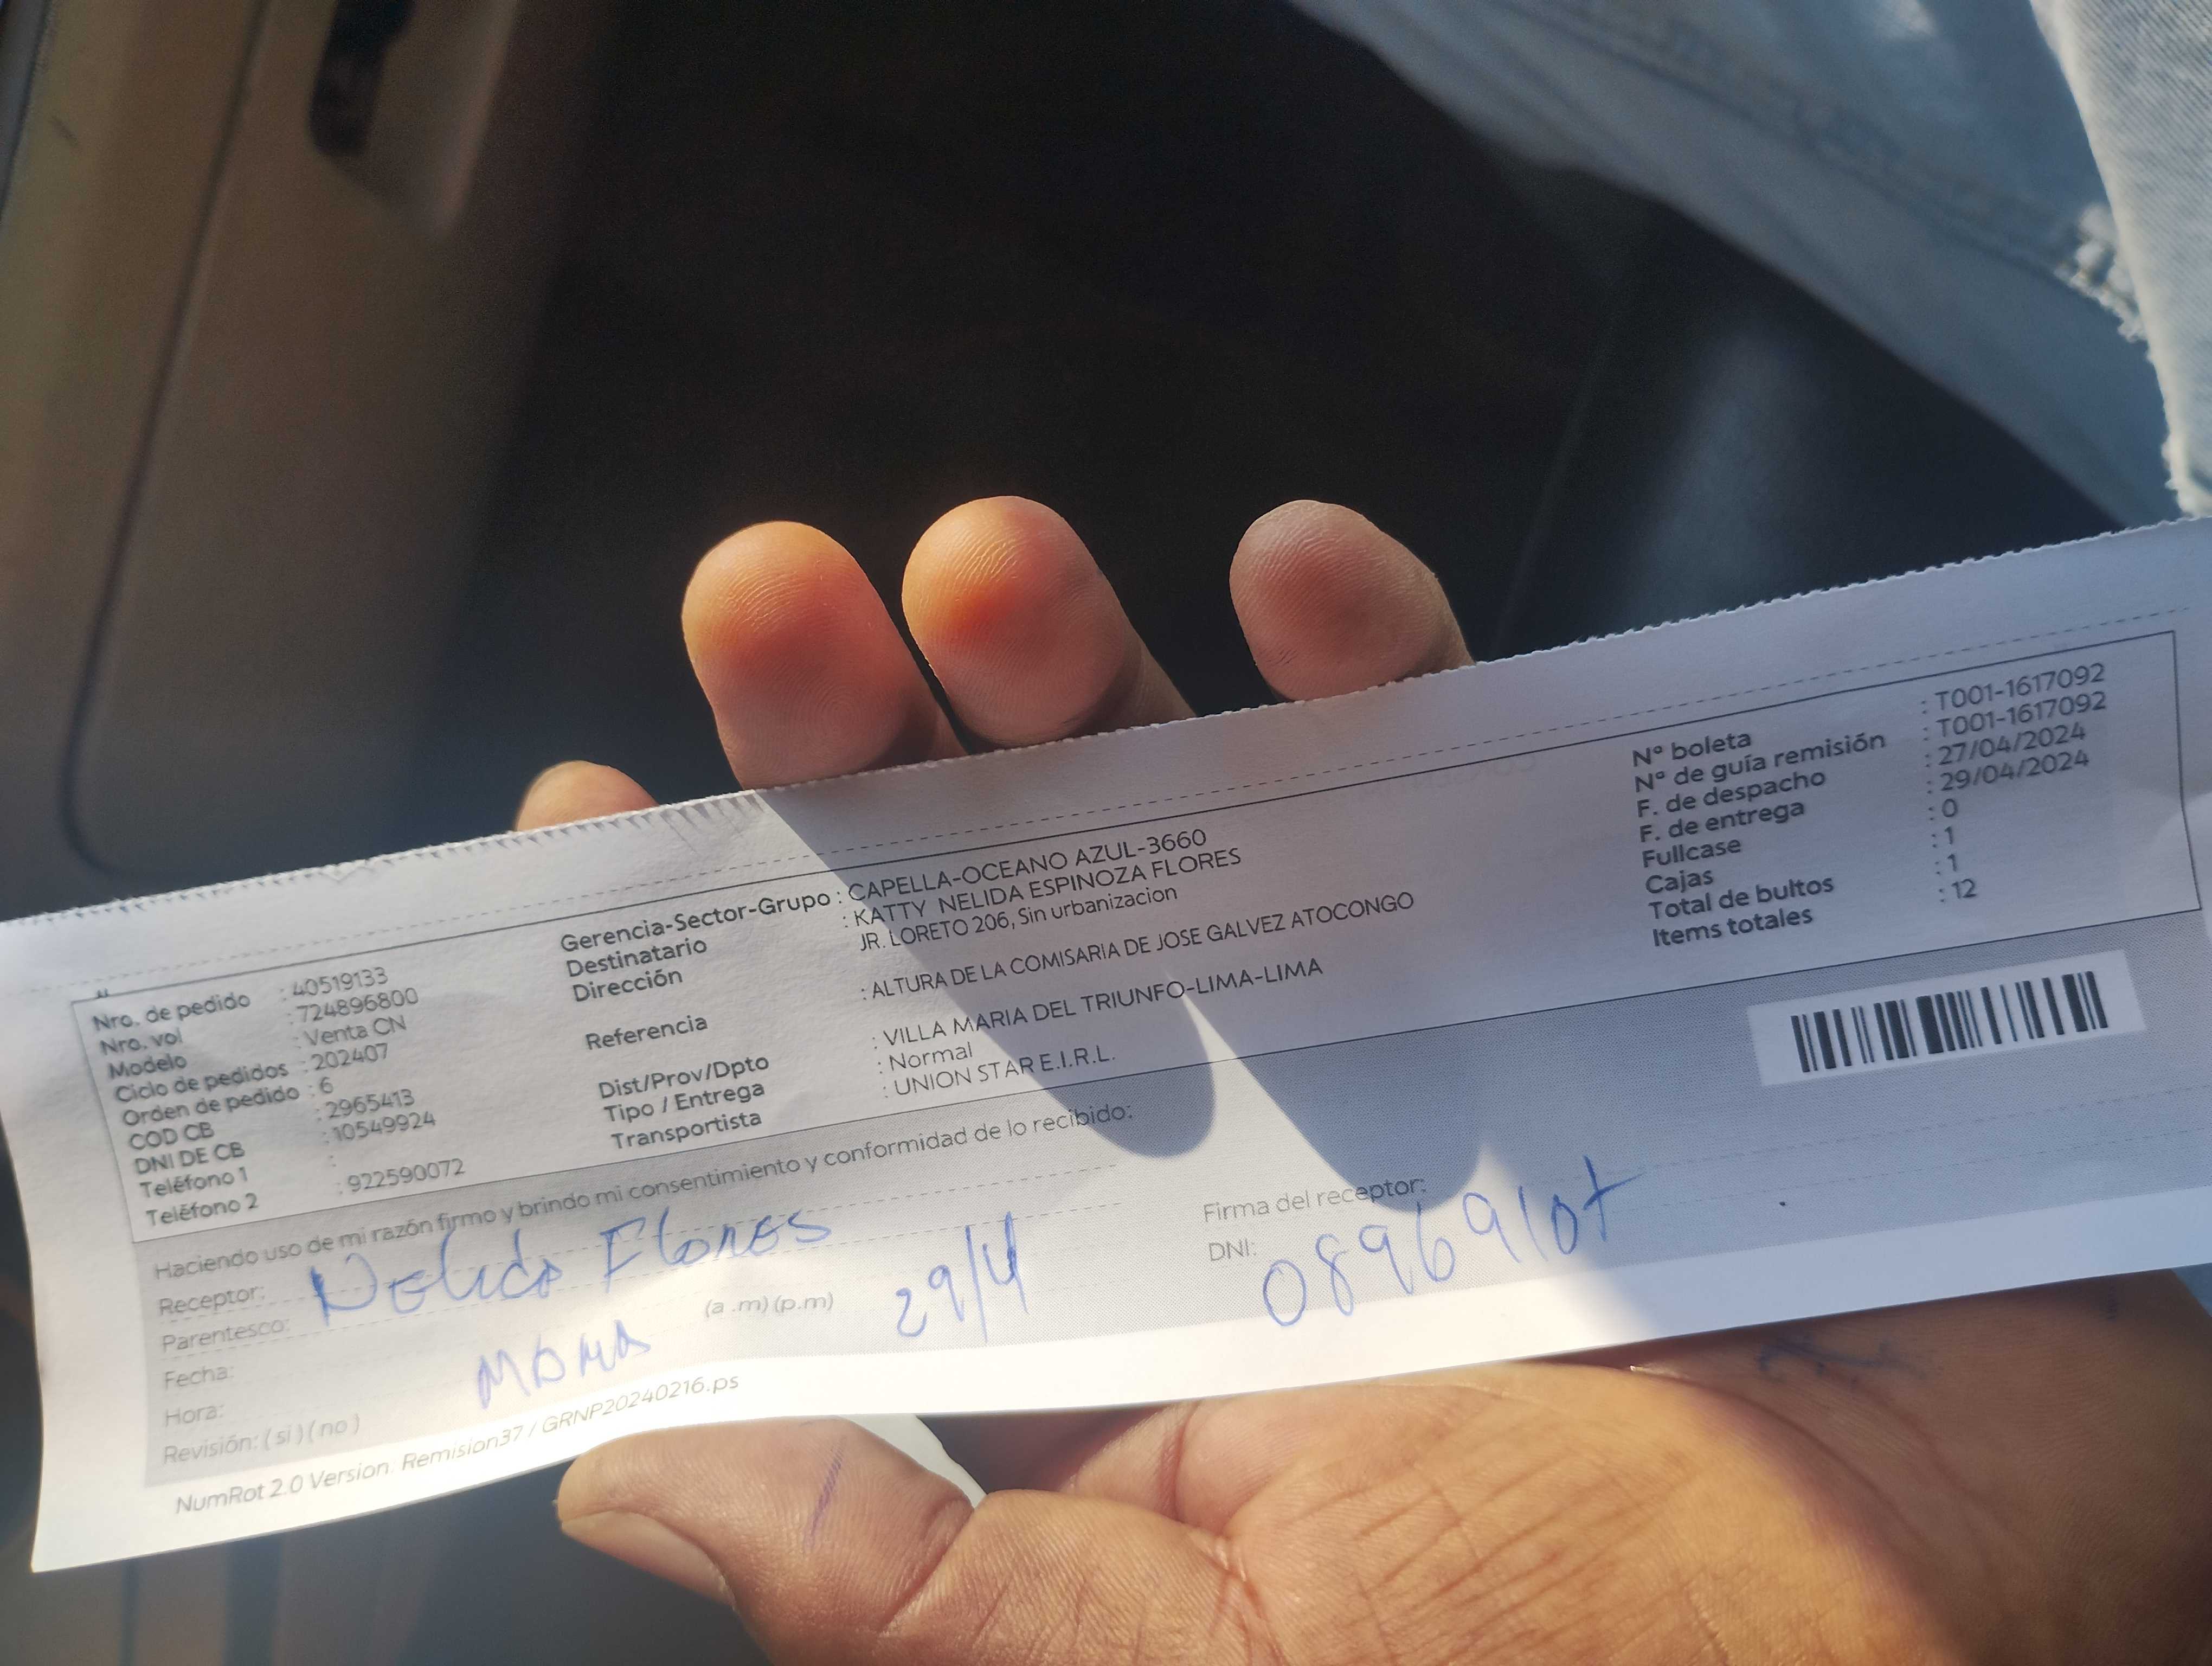 Nro. de pedido : 40519133
Nro. vol : 724896800
Modelo : Venta CN
Ciclo de pedidos : 202407
Orden de pedido : 6
COD CB : 2965413
DNI DE CB : 10549924
Teléfono 1 :
Teléfono 2 : 922590072
Gerencia-Sector-Grupo : CAPELLA-OCEANO AZUL-3660
Destinatario : KATTY NELIDA ESPINOZA FLORES
Dirección JR. LORETO 206, Sin urbanizacion
Referencia : ALTURA DE LA COMISARIA DE JOSE GALVEZ ATOCONGO
Dist/Prov/Dpto : VILLA MARIA DEL TRIUNFO-LIMA-LIMA
Tipo / Entrega : Normal
Transportista : UNION STAR E.I.R.L.
N° boleta : T001-1617092
N° de guía remisión : T001-1617092
F. de despacho : 27/04/2024
F. de entrega : 29/04/2024
Fullcase : 0
Cajas : 1
Total de bultos : 1
Items totales : 12
Haciendo uso de mi razón firmo y brindo mi consentimiento y conformidad de lo recibido:
Receptor: Flores
Parentesco:
Fecha: (a .m) (p.m) 29/4
Hora:
Revisión: ( si ) ( no )
Firma del receptor:
DNI:
NumRot 2.0 Version: Remision37 / GRNP20240216.ps